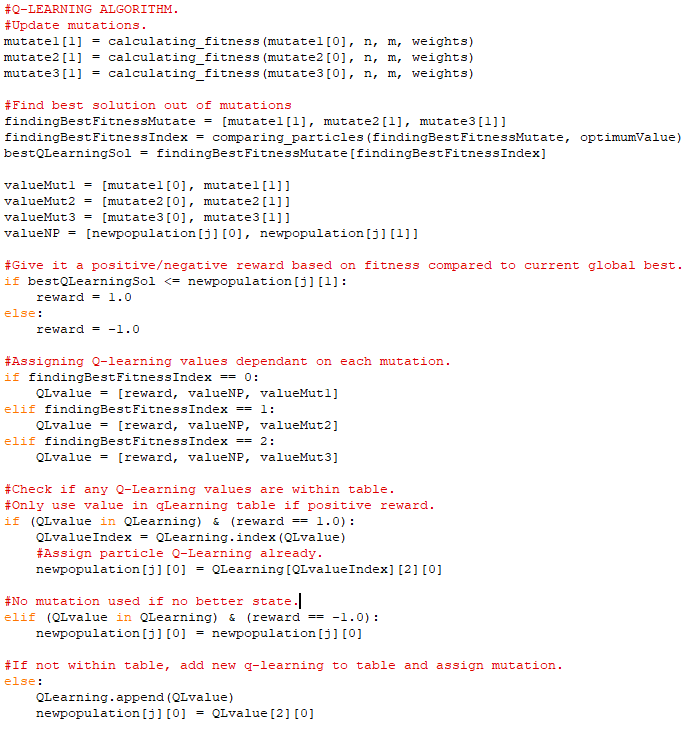 #Q-LEARNING ALGORITHM.
#Update mutations.
mutate1[1] = calculating_fitness(mutate1[0], n, m, weights)
mutate2[1] = calculating_fitness(mutate2[0], n, m, weights)
mutate3[1] = calculating_fitness(mutate3[0], n, m, weights)

#Find best solution out of mutations
findingBestFitnessMutate = [mutate1[1], mutate2[1], mutate3[1]]
findingBestFitnessIndex = comparing_particles(findingBestFitnessMutate, optimumValue)
bestQLearningSol = findingBestFitnessMutate[findingBestFitnessIndex]

valueMut1 = [mutate1[0], mutate1[1]]
valueMut2 = [mutate2[0], mutate2[1]]
valueMut3 = [mutate3[0], mutate3[1]]
valueNP = [newpopulation[j][0], newpopulation[j][1]]

#Give it a positive/negative reward based on fitness compared to current global best.
if bestQLearningSol <= newpopulation[j][1]:
    reward = 1.0
else:
    reward = -1.0

#Assigning Q-learning values dependant on each mutation.
if findingBestFitnessIndex == 0:
    QLvalue = [reward, valueNP, valueMut1]
elif findingBestFitnessIndex == 1:
    QLvalue = [reward, valueNP, valueMut2]
elif findingBestFitnessIndex == 2:
    QLvalue = [reward, valueNP, valueMut3]

#Check if any Q-Learning values are within table.
#Only use value in qLearning table if positive reward.
if (QLvalue in QLearning) & (reward == 1.0):
    QLvalueIndex = QLearning.index(QLvalue)
    #Assign particle Q-Learning already.
    newpopulation[j][0] = QLearning[QLvalueIndex][2][0]

#No mutation used if no better state.
elif (QLvalue in QLearning) & (reward == -1.0):
    newpopulation[j][0] = newpopulation[j][0]

#If not within table, add new q-learning to table and assign mutation.
else:
    QLearning.append(QLvalue)
    newpopulation[j][0] = QLvalue[2][0]